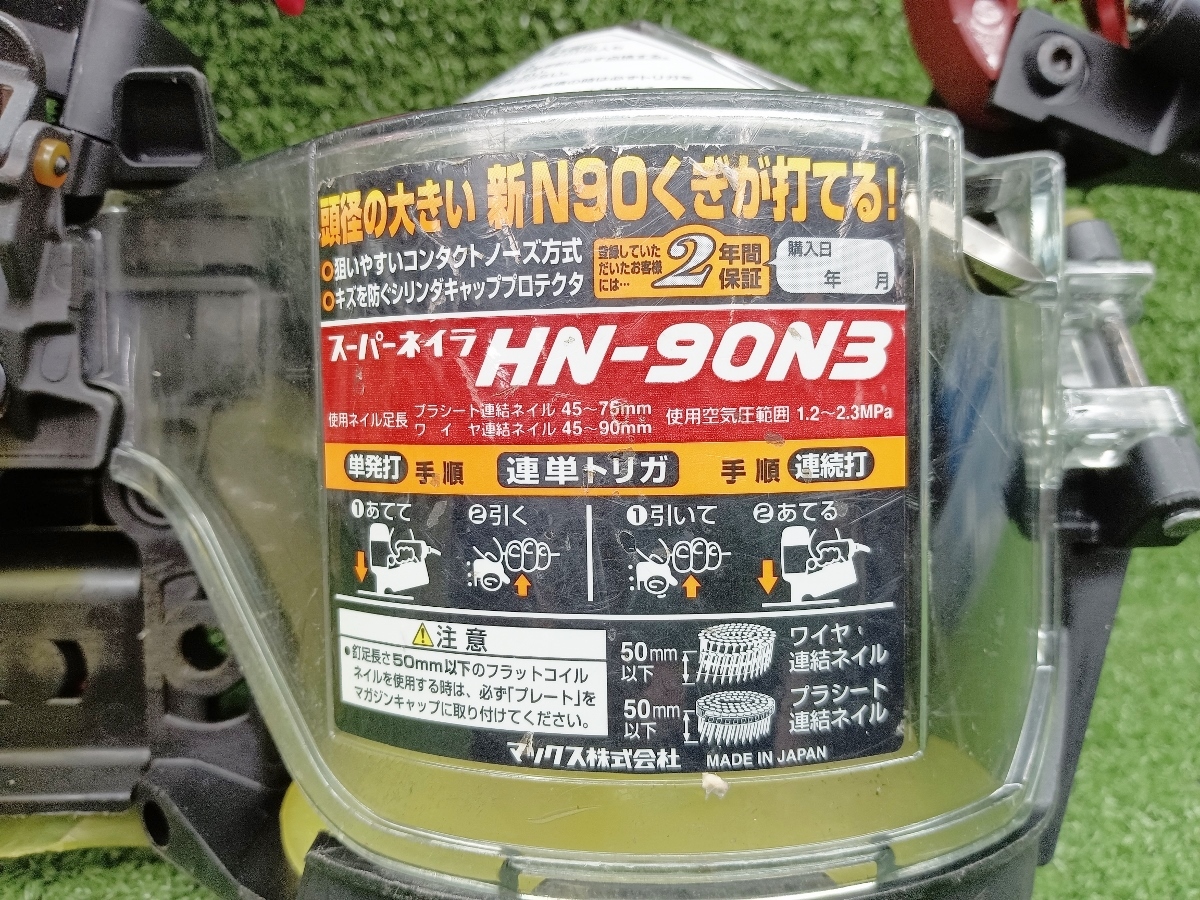 頭径の大きい 新N90くぎが打てる!
狙いやすいコンタクトノーズ方式
キズを防ぐシリンダキャッププロテクタ
登録していた
だいたお客様
には…
2年間
保証
購入日
年 月
スーパーネイラ HN-90N3
使用ネイル足長 プラシート連結ネイル 45〜75mm
ワイヤ連結ネイル 45〜90mm
使用空気圧範囲 1.2〜2.3MPa
単発打 手順 連単トリガ 手順 連続打
❶あてて ❷引く ❶引いて ❷あてる
⚠注意
•釘足長さ50mm以下のフラットコイル
ネイルを使用する時は、必ず「プレート」を
マガジンキャップに取り付けてください。
50mm
以下
ワイヤ・
連結ネイル
50mm
以下
プラシート
連結ネイル
マックス株式会社 MADE IN JAPAN